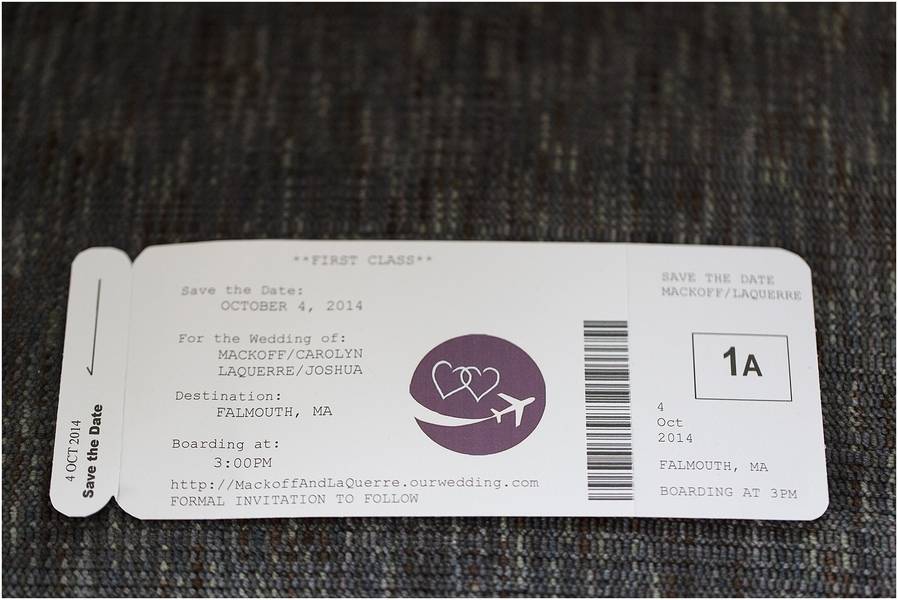 4 OCT 2014
Save the Date
**FIRST CLASS**
Save the Date:
OCTOBER 4, 2014
For the Wedding of:
MACKOFF/CAROLYN
LAQUERRE/JOSHUA
Destination:
FALMOUTH, MA
Boarding at:
3:00PM
http://MackoffAndLaQuerre.ourwedding.com
FORMAL INVITATION TO FOLLOW
SAVE THE DATE
MACKOFF/LAQUERRE
1A
4
Oct
2014
FALMOUTH, MA
BOARDING AT 3PM